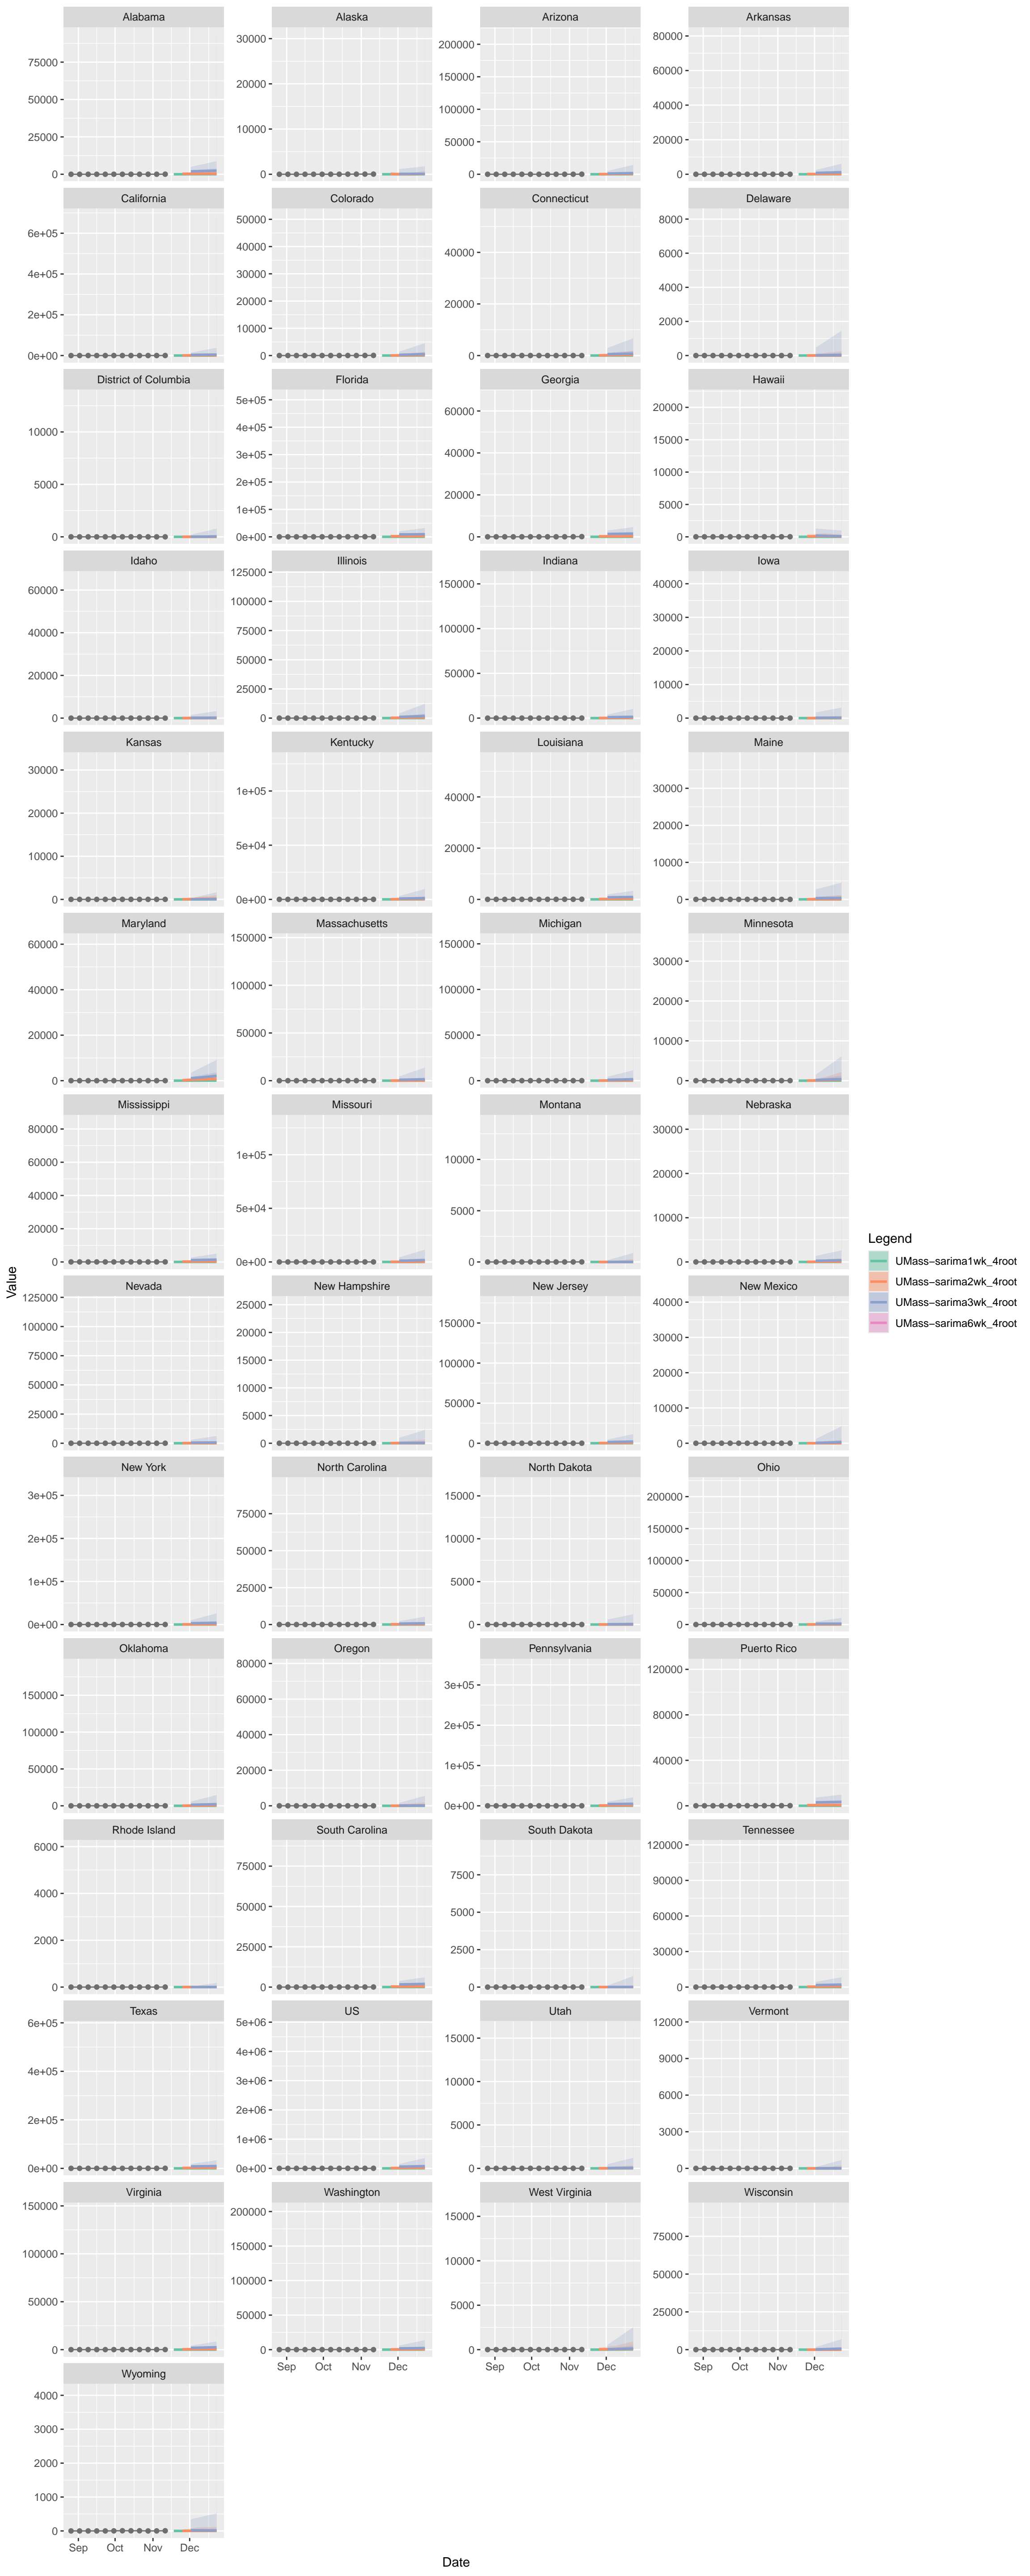 Alabama Alaska Arizona Arkansas
75000 50000 25000 0
30000 20000 10000 0
200000 150000 100000 50000 0
80000 60000 40000 20000 0
California Colorado Connecticut Delaware
6e+05 4e+05 2e+05 0e+00
50000 40000 30000 20000 10000 0
40000 20000 0
8000 6000 4000 2000 0
District of Columbia Florida Georgia Hawaii
10000 5000 0
5e+05 4e+05 3e+05 2e+05 1e+05 0e+00
60000 40000 20000 0
20000 15000 10000 5000 0
Idaho Illinois Indiana Iowa
60000 40000 20000 0
125000 100000 75000 50000 25000 0
150000 100000 50000 0
40000 30000 20000 10000 0
Kansas Kentucky Louisiana Maine
30000 20000 10000 0
1e+05 5e+04 0e+00
40000 20000 0
30000 20000 10000 0
Maryland Massachusetts Michigan Minnesota
60000 40000 20000 0
150000 100000 50000 0
150000 100000 50000 0
30000 20000 10000 0
Mississippi Missouri Montana Nebraska
80000 60000 40000 20000 0
1e+05 5e+04 0e+00
10000 5000 0
30000 20000 10000 0
Nevada New Hampshire New Jersey New Mexico
125000 100000 75000 50000 25000 0
25000 20000 15000 10000 5000 0
150000 100000 50000 0
40000 30000 20000 10000 0
New York North Carolina North Dakota Ohio
3e+05 2e+05 1e+05 0e+00
75000 50000 25000 0
15000 10000 5000 0
200000 150000 100000 50000 0
Oklahoma Oregon Pennsylvania Puerto Rico
150000 100000 50000 0
80000 60000 40000 20000 0
3e+05 2e+05 1e+05 0e+00
120000 80000 40000 0
Rhode Island South Carolina South Dakota Tennessee
6000 4000 2000 0
75000 50000 25000 0
7500 5000 2500 0
120000 90000 60000 30000 0
Texas US Utah Vermont
6e+05 4e+05 2e+05 0e+00
5e+06 4e+06 3e+06 2e+06 1e+06 0e+00
15000 10000 5000 0
12000 9000 6000 3000 0
Virginia Washington West Virginia Wisconsin
150000 100000 50000 0
200000 150000 100000 50000 0
15000 10000 5000 0
75000 50000 25000 0
Sep Oct Nov Dec Sep Oct Nov Dec Sep Oct Nov Dec
Wyoming
4000 3000 2000 1000 0
Sep Oct Nov Dec
Date
Value
Legend
UMass−sarima1wk_4root
UMass−sarima2wk_4root
UMass−sarima3wk_4root
UMass−sarima6wk_4root